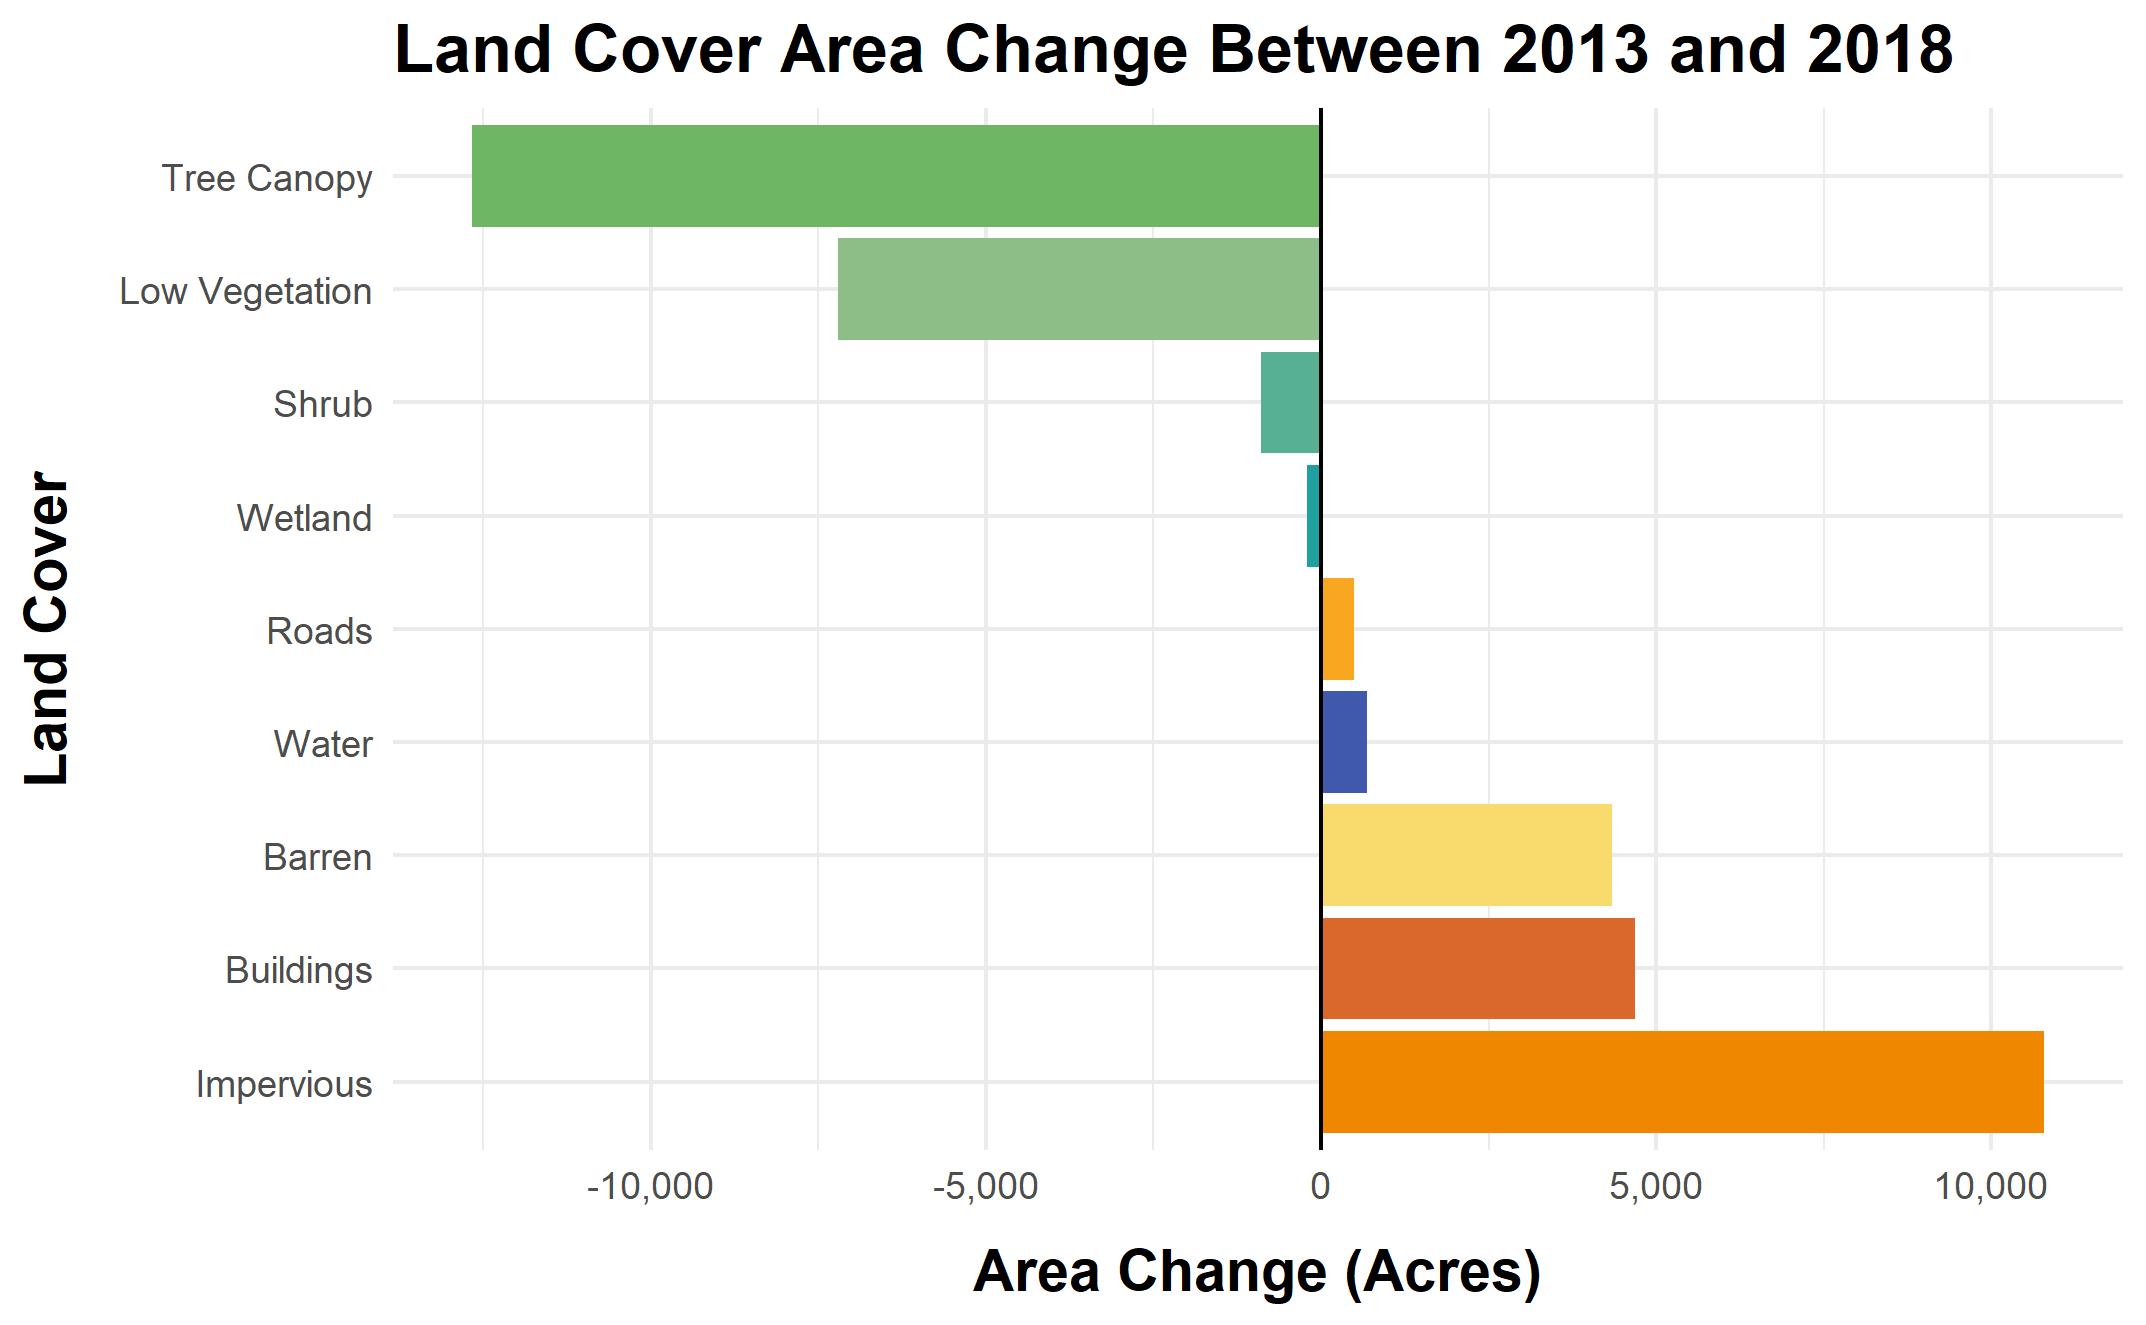 Land Cover Area Change Between 2013 and 2018
Land Cover
Tree Canopy
Low Vegetation
Shrub
Wetland
Roads
Water
Barren
Buildings
Impervious
-10,000 -5,000 0 5,000 10,000
Area Change (Acres)